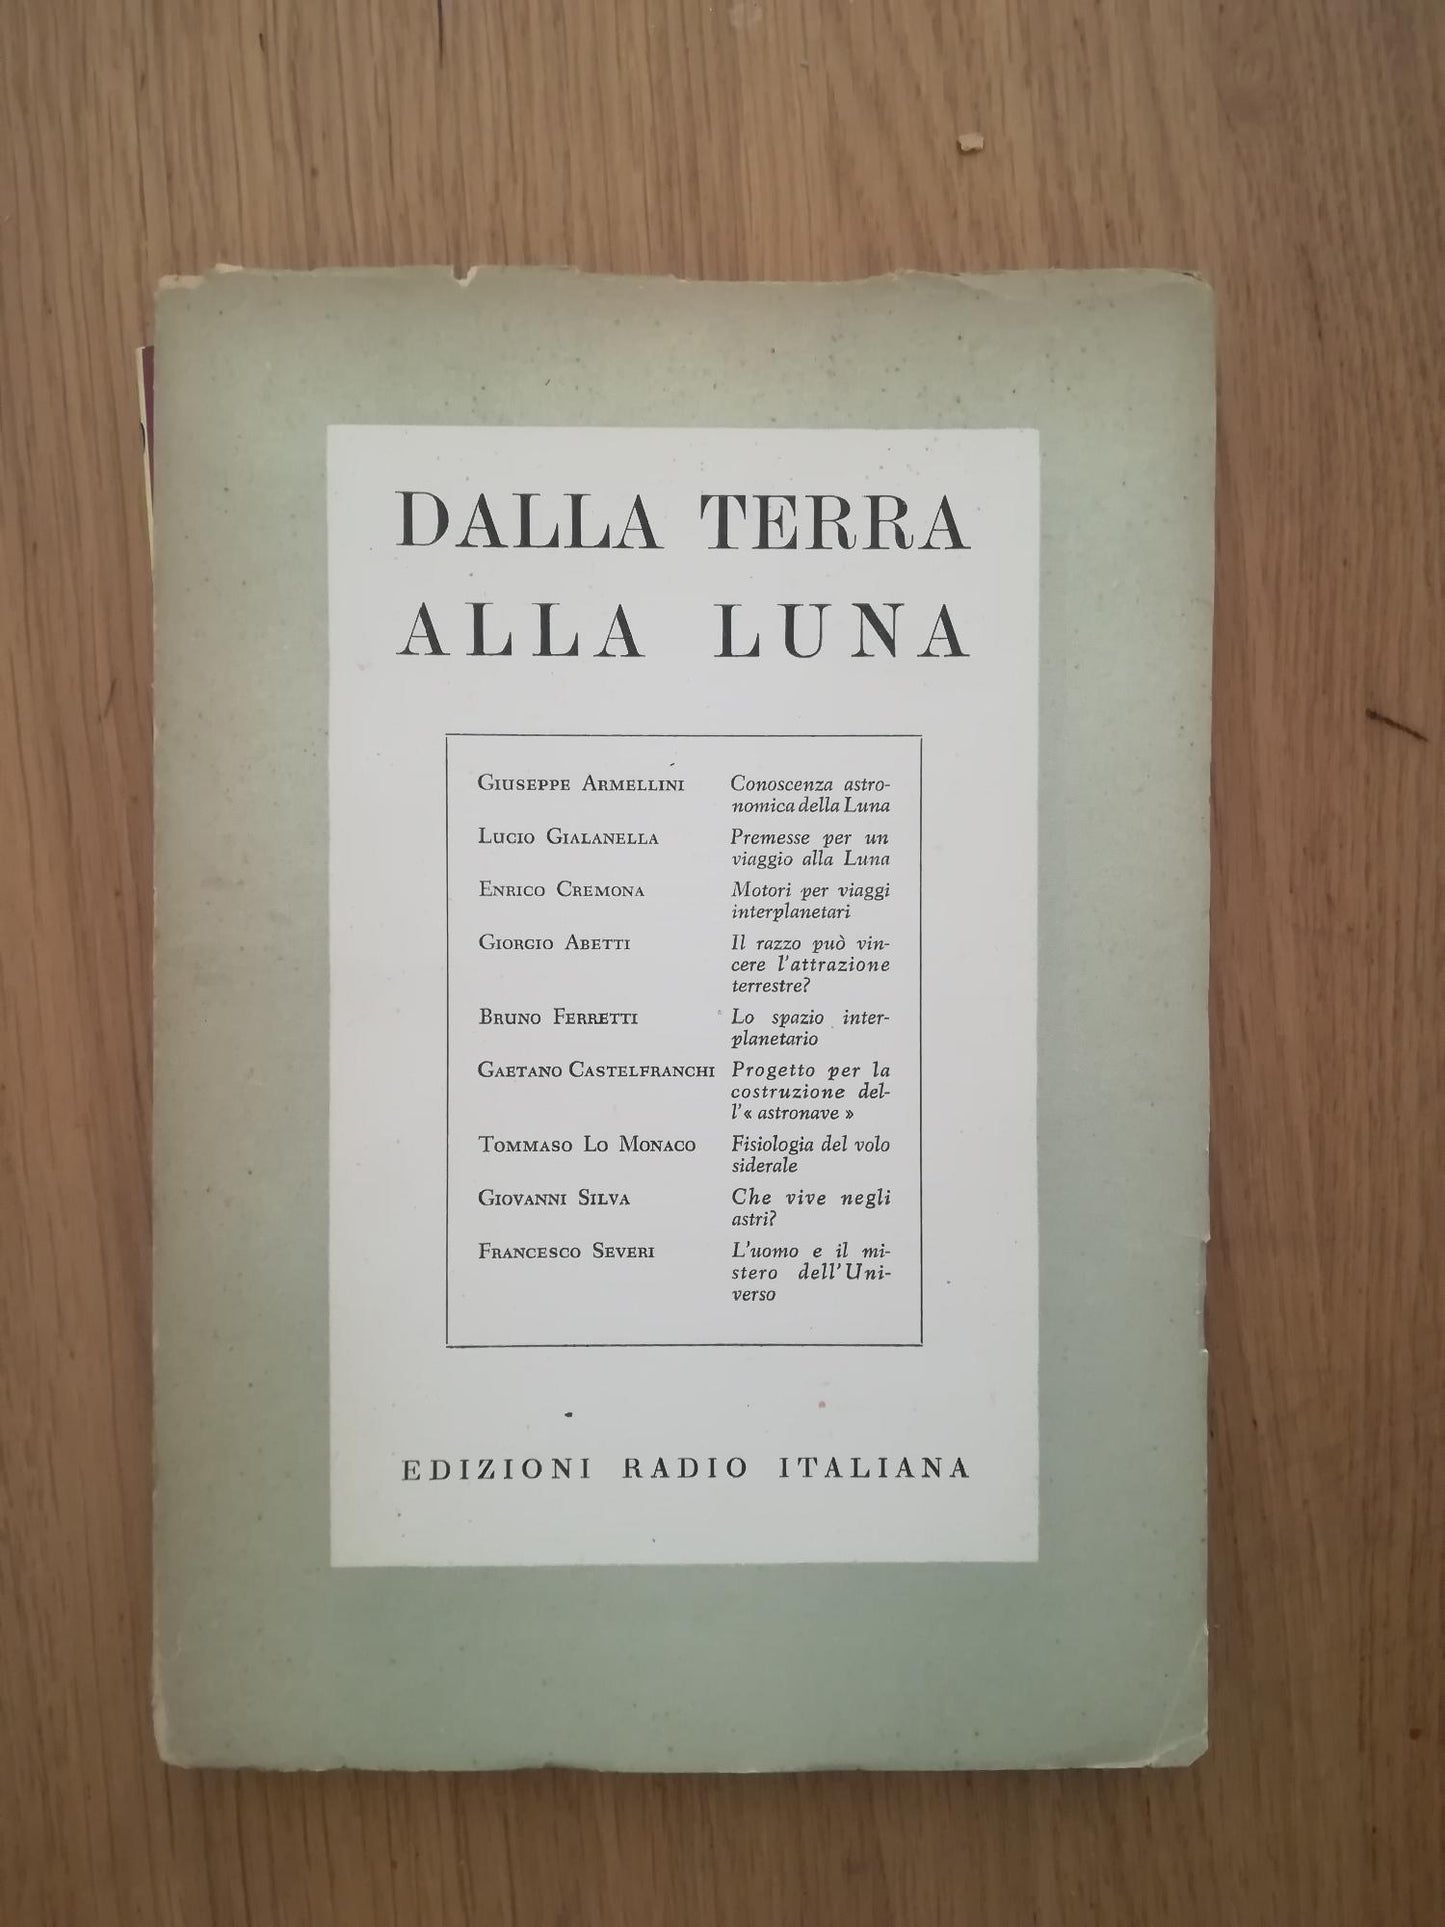 DALLA TERRA
ALLA LUNA
GIUSEPPE ARMELLINI Conoscenza astro-
nomica della Luna
LUCIO GIALANELLA Premesse per un
viaggio alla Luna
ENRICO CREMONA Motori per viaggi
interplanetari
GIORGIO ABETTI Il razzo può vin-
cere l'attrazione
terrestre?
BRUNO FERRETTI Lo spazio inter-
planetario
GAETANO CASTELFRANCHI Progetto per la
costruzione del-
l'« astronave »
TOMMASO LO MONACO Fisiologia del volo
siderale
GIOVANNI SILVA Che vive negli
astri?
FRANCESCO SEVERI L'uomo e il mi-
stero dell'Uni-
verso
EDIZIONI RADIO ITALIANA